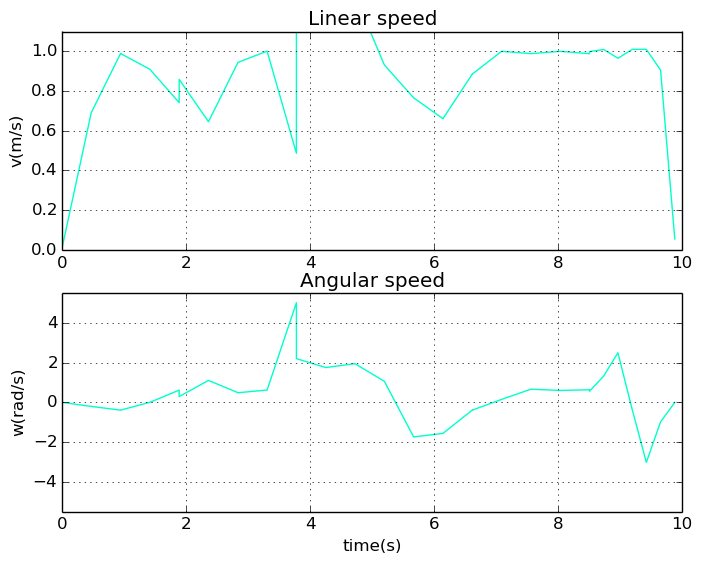 Linear speed
1.0
0.8
0.6
0.4
0.2
0.0
v(m/s)
0 2 4 6 8 10
Angular speed
4
2
0
−2
−4
w(rad/s)
0 2 4 6 8 10
time(s)